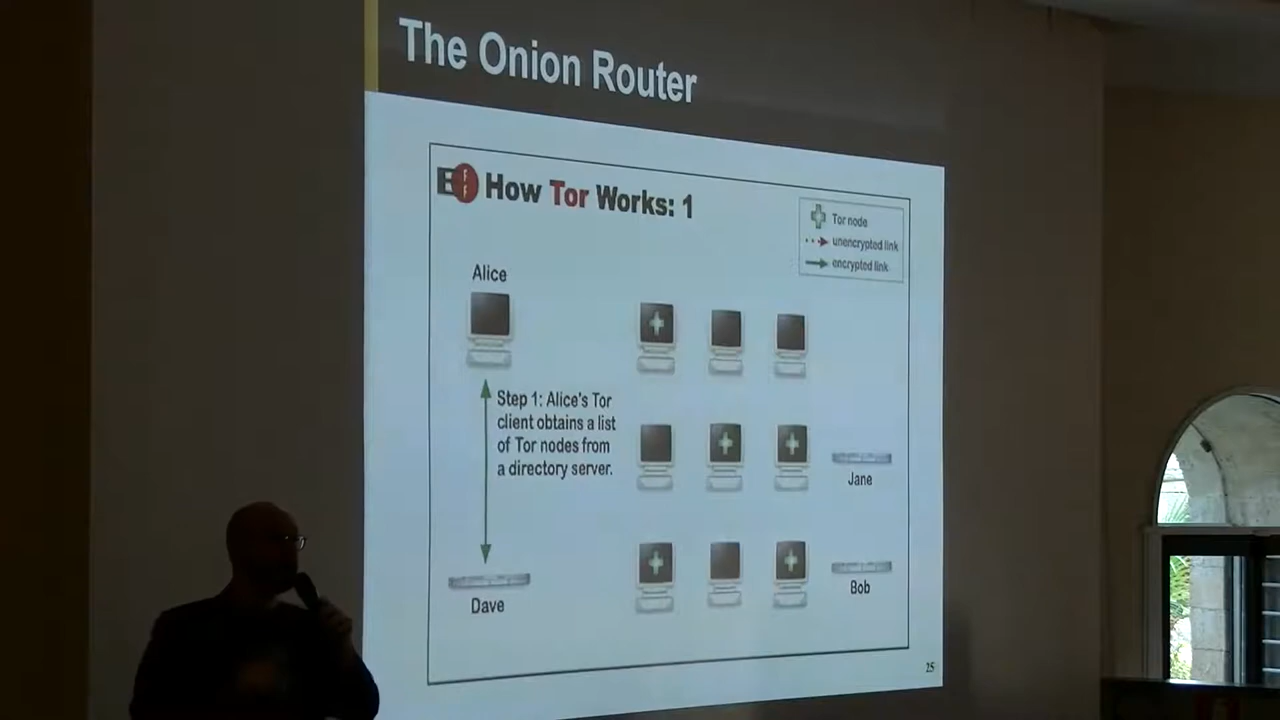 The Onion Router
EFF How Tor Works: 1
Tor node
unencrypted link
encrypted link
Alice
Step 1: Alice's Tor
client obtains a list
of Tor nodes from
a directory server.
Jane
Dave
Bob
25